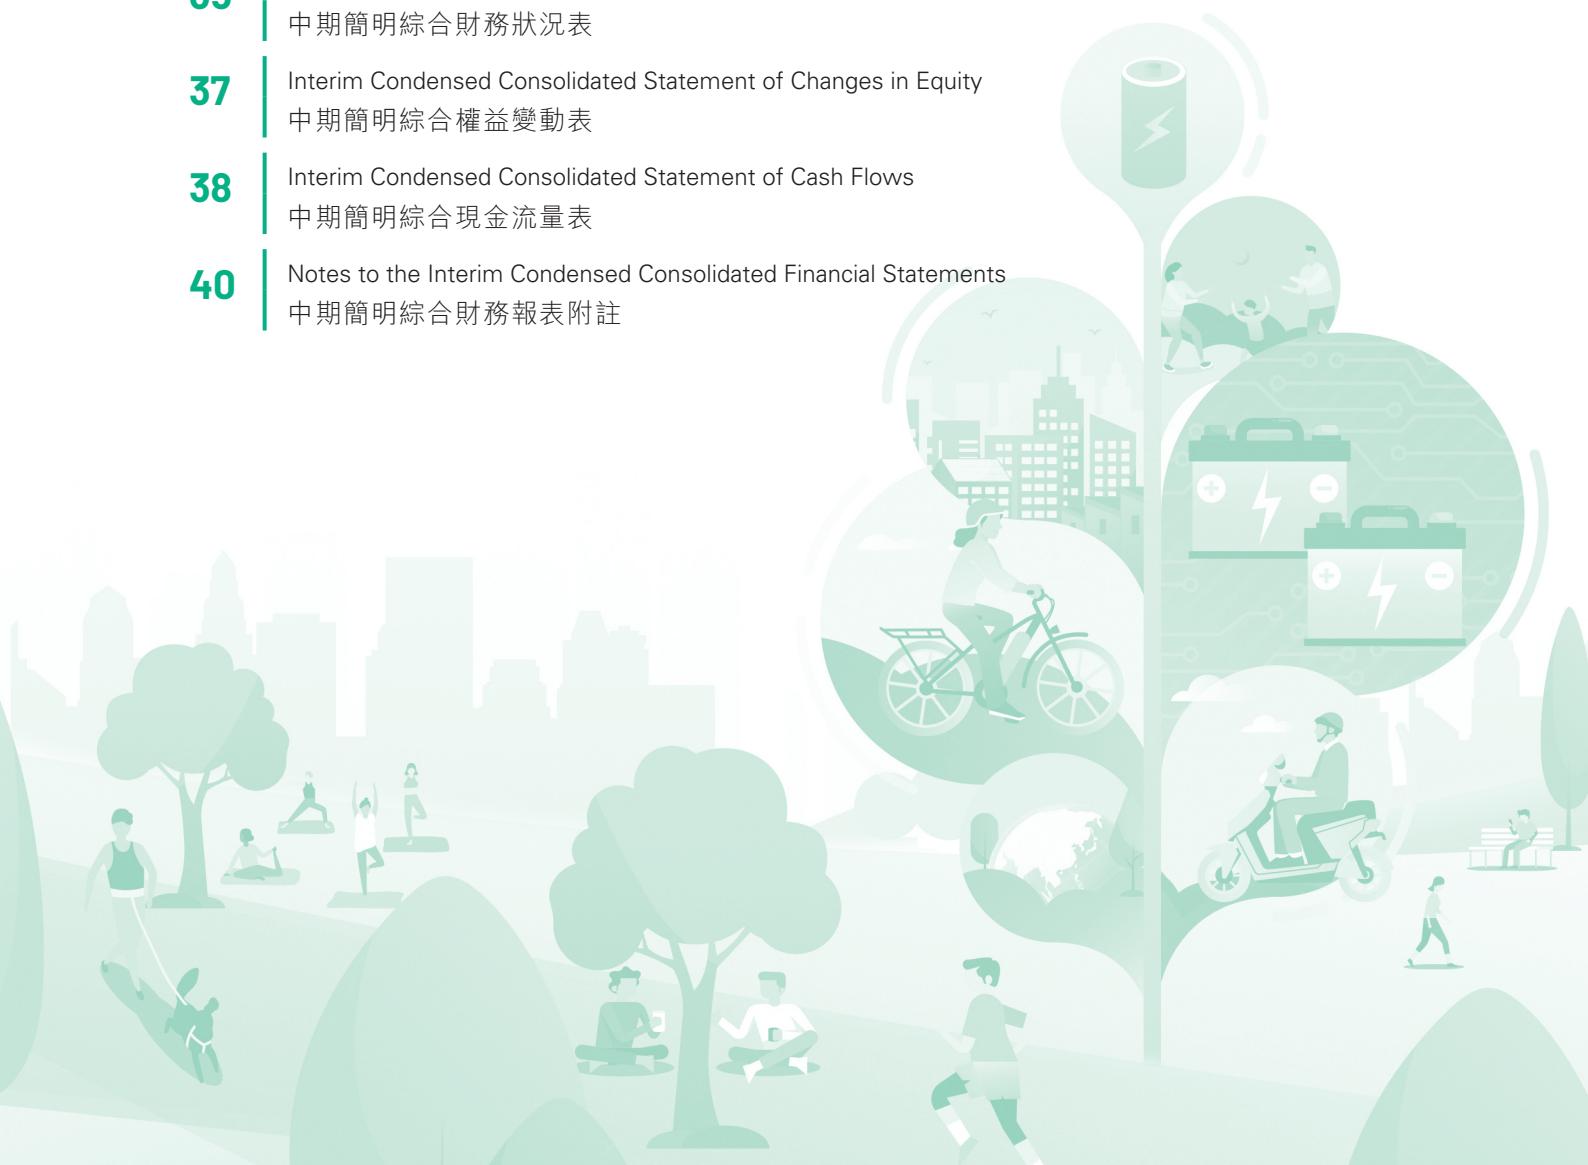 中期簡明綜合財務狀況表
37
Interim Condensed Consolidated Statement of Changes in Equity
中期簡明綜合權益變動表
38
Interim Condensed Consolidated Statement of Cash Flows
中期簡明綜合現金流量表
40
Notes to the Interim Condensed Consolidated Financial Statements
中期簡明綜合財務報表附註